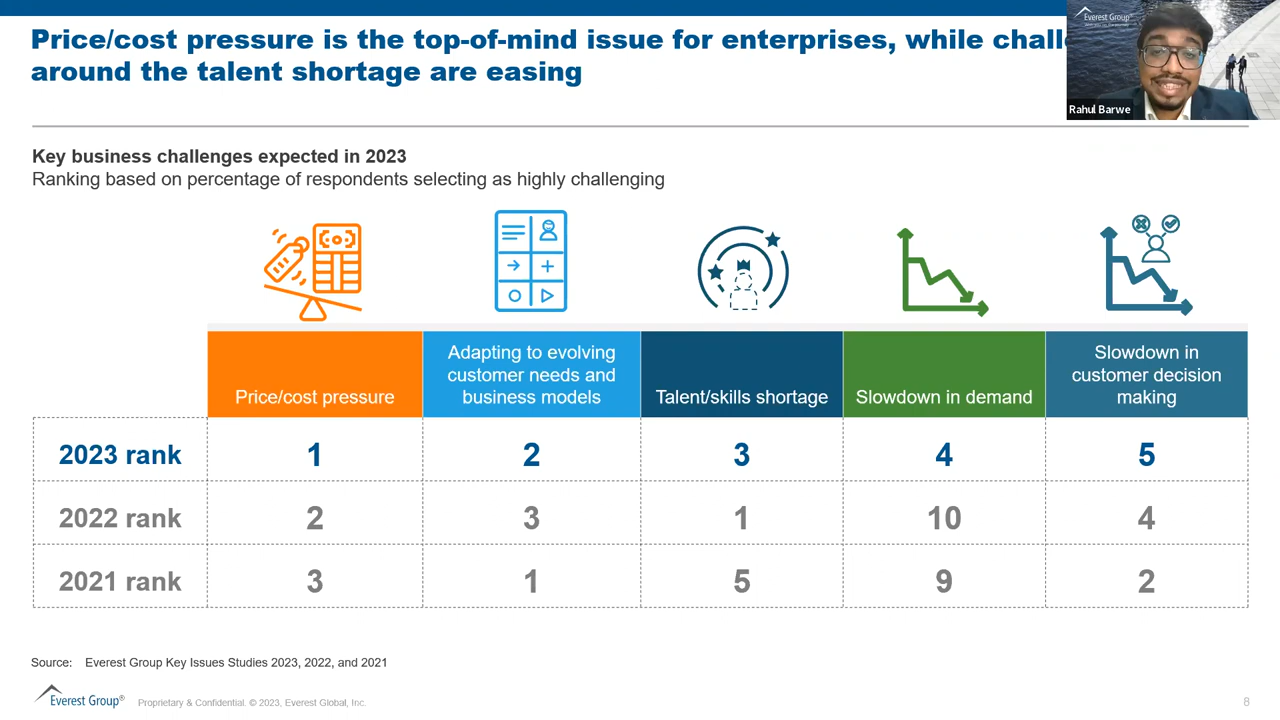 Price/cost pressure is the top-of-mind issue for enterprises, while
around the talent shortage are easing
Everest Group
Rahul Barwe
Key business challenges expected in 2023
Ranking based on percentage of respondents selecting as highly challenging
Price/cost pressure
Adapting to evolving
customer needs and
business models
Talent/skills shortage
Slowdown in demand
Slowdown in
customer decision
making
2023 rank 1 2 3 4 5
2022 rank 2 3 1 10 4
2021 rank 3 1 5 9 2
Source: Everest Group Key Issues Studies 2023, 2022, and 2021
Everest Group® Proprietary & Confidential. © 2023, Everest Global, Inc. 8